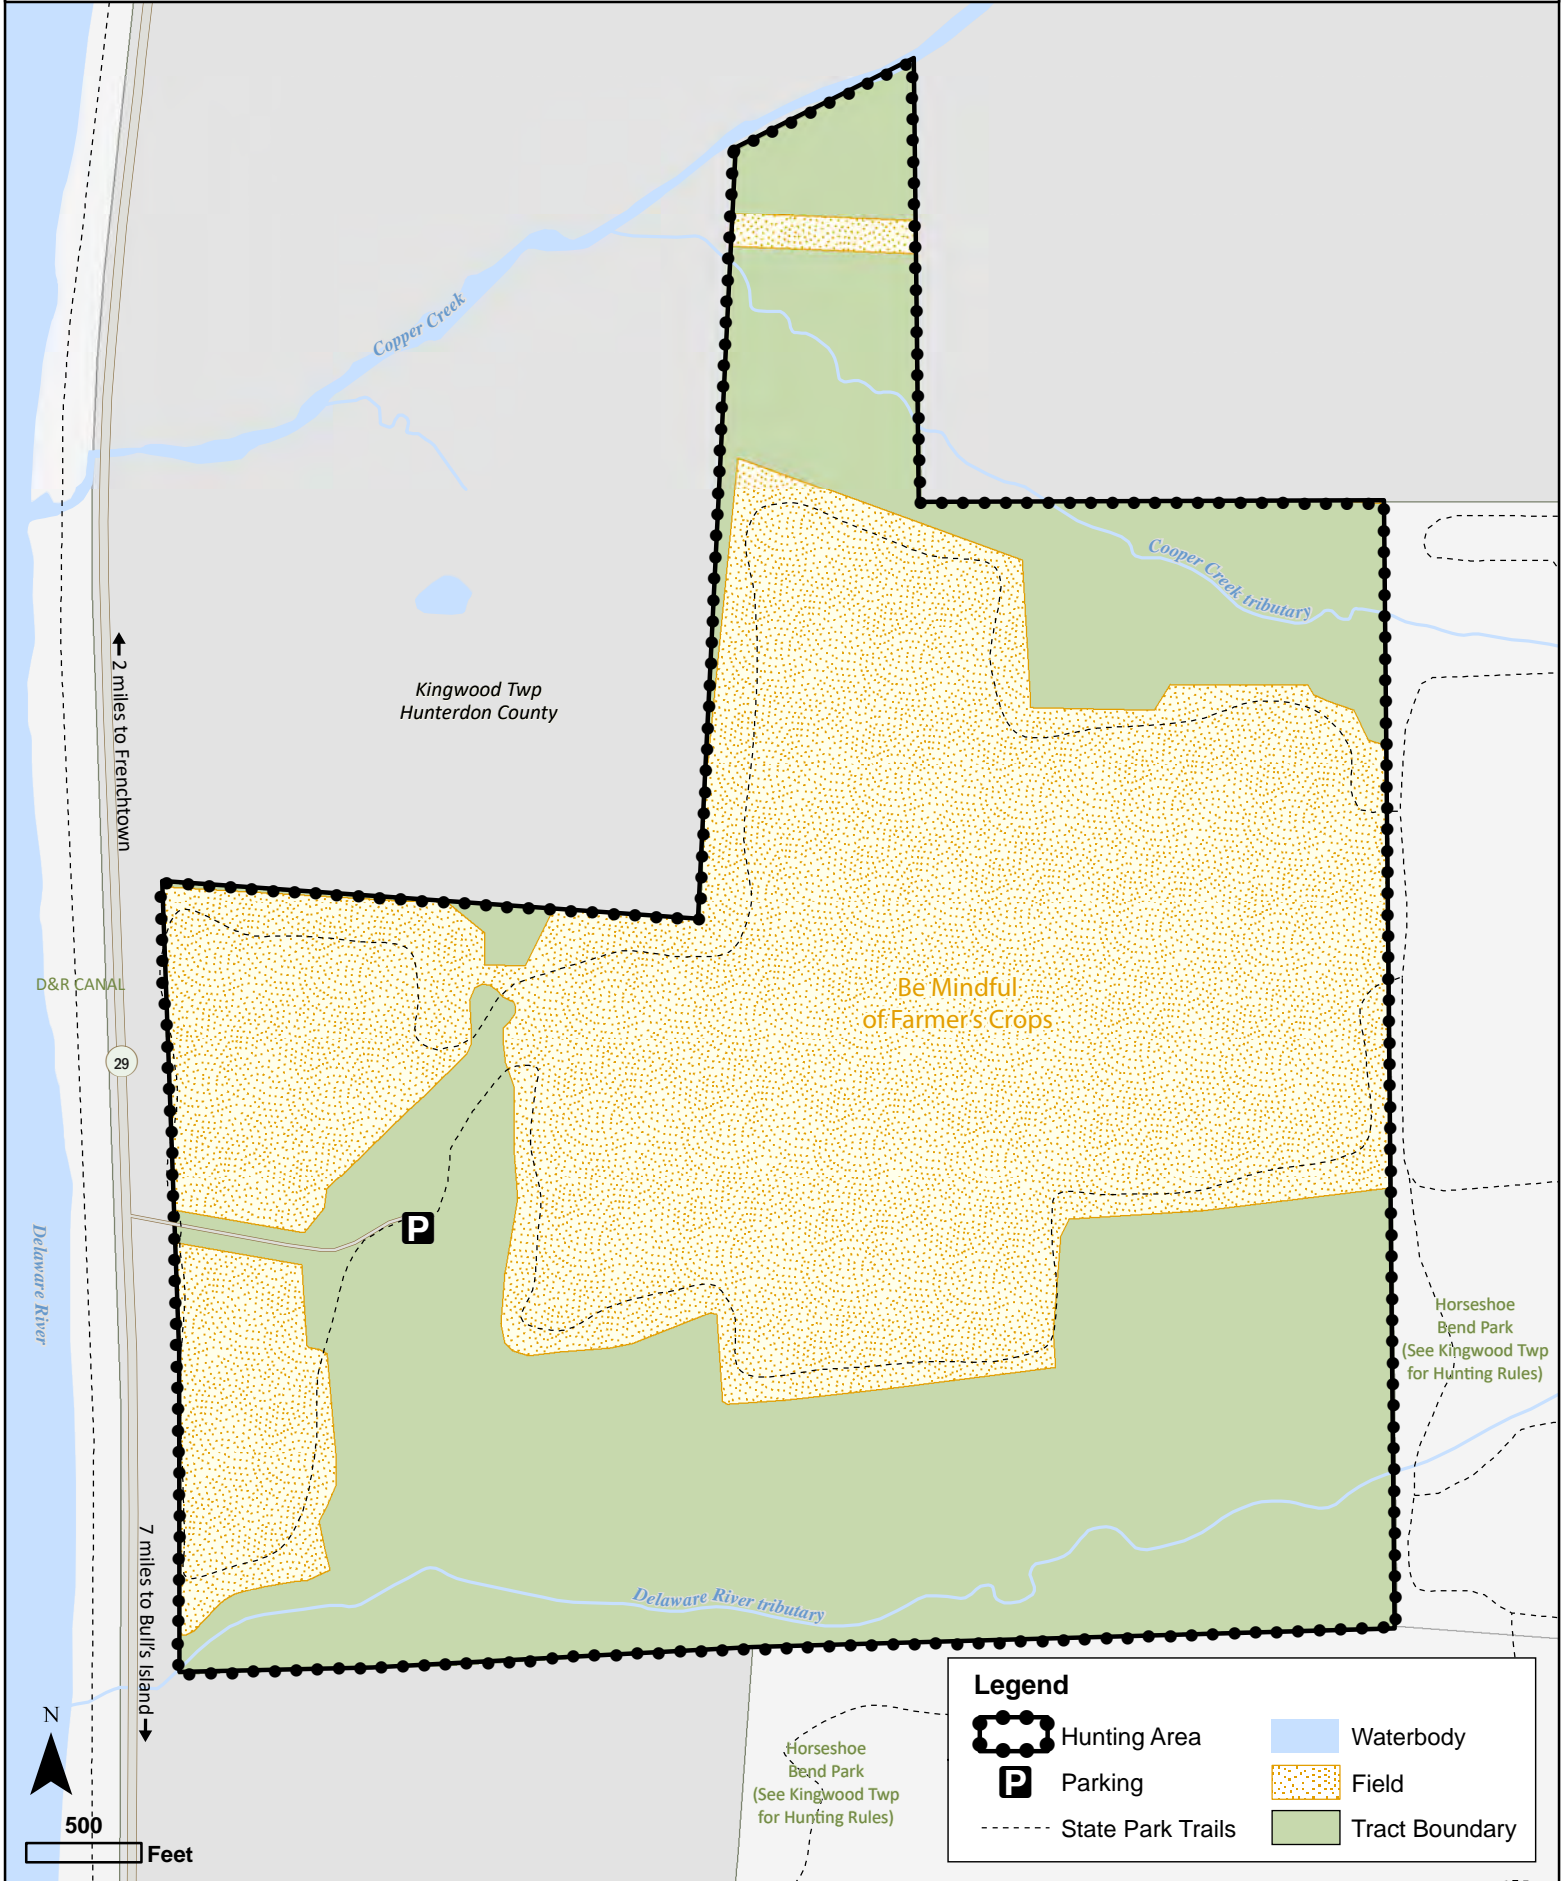 Copper Creek
Cooper Creek tributary
2 miles to Frenchtown
Kingwood Twp
Hunterdon County
D&R CANAL
Be Mindful
of Farmer's Crops
29
P
Delaware River
Horseshoe
Bend Park
(See Kingwood Twp
for Hunting Rules)
7 miles to Bull's Island
Delaware River tributary
N
500
Feet
Horseshoe
Bend Park
(See Kingwood Twp
for Hunting Rules)
Legend
Hunting Area
Waterbody
P
Parking
Field
State Park Trails
Tract Boundary